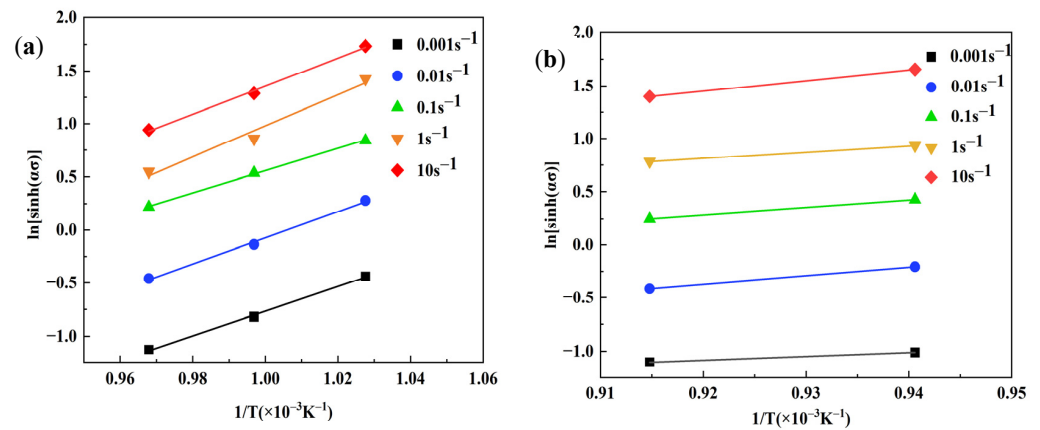 (a)
ln[sinh(ασ)]
2.0
1.5
1.0
0.5
0.0
−0.5
−1.0
0.96 0.98 1.00 1.02 1.04 1.06
1/T(×10⁻³K⁻¹)
0.001s⁻¹
0.01s⁻¹
0.1s⁻¹
1s⁻¹
10s⁻¹
(b)
ln[sinh(ασ)]
2.0
1.5
1.0
0.5
0.0
−0.5
−1.0
0.91 0.92 0.93 0.94 0.95
1/T(×10⁻³K⁻¹)
0.001s⁻¹
0.01s⁻¹
0.1s⁻¹
1s⁻¹
10s⁻¹